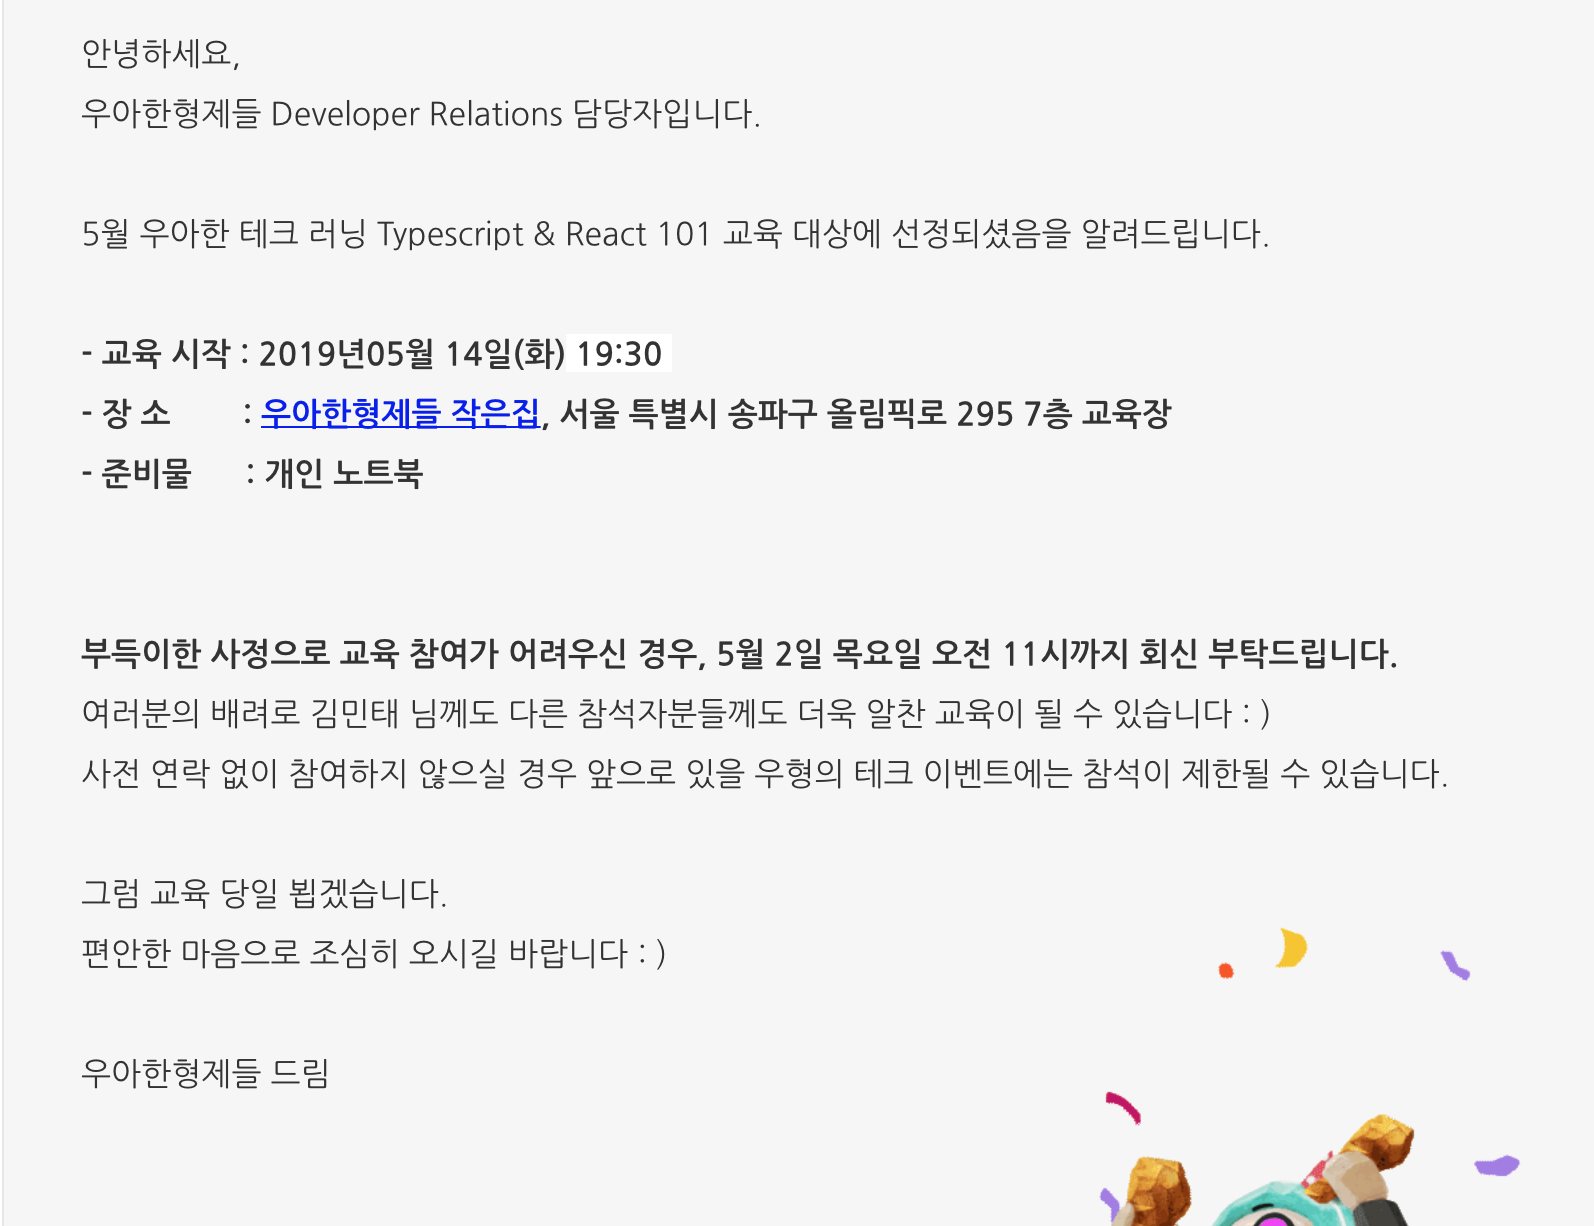 안녕하세요,
우아한형제들 Developer Relations 담당자입니다.
5월 우아한 테크 러닝 Typescript & React 101 교육 대상에 선정되셨음을 알려드립니다.
- 교육 시작 : 2019년05월 14일(화) 19:30
- 장 소 : 우아한형제들 작은집, 서울 특별시 송파구 올림픽로 295 7층 교육장
- 준비물 : 개인 노트북
부득이한 사정으로 교육 참여가 어려우신 경우, 5월 2일 목요일 오전 11시까지 회신 부탁드립니다.
여러분의 배려로 김민태 님께도 다른 참석자분들께도 더욱 알찬 교육이 될 수 있습니다 : )
사전 연락 없이 참여하지 않으실 경우 앞으로 있을 우형의 테크 이벤트에는 참석이 제한될 수 있습니다.
그럼 교육 당일 뵙겠습니다.
편안한 마음으로 조심히 오시길 바랍니다 : )
우아한형제들 드림